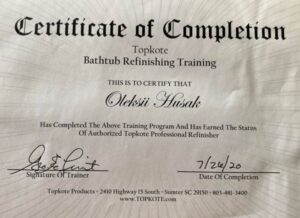 Certificate of Completion
Topkote
Bathtub Refinishing Training
THIS IS TO CERTIFY THAT
Oleksii Husak
Has Completed The Above Training Program And Has Earned The Status
Of Authorized Topkote Professional Refinisher
7/26/20
Signature Of Trainer
Date Of Completion
Topkote Products • 2410 Highway 15 South • Sumter SC 29150 • 803-481-3400
www.TOPKOTE.com